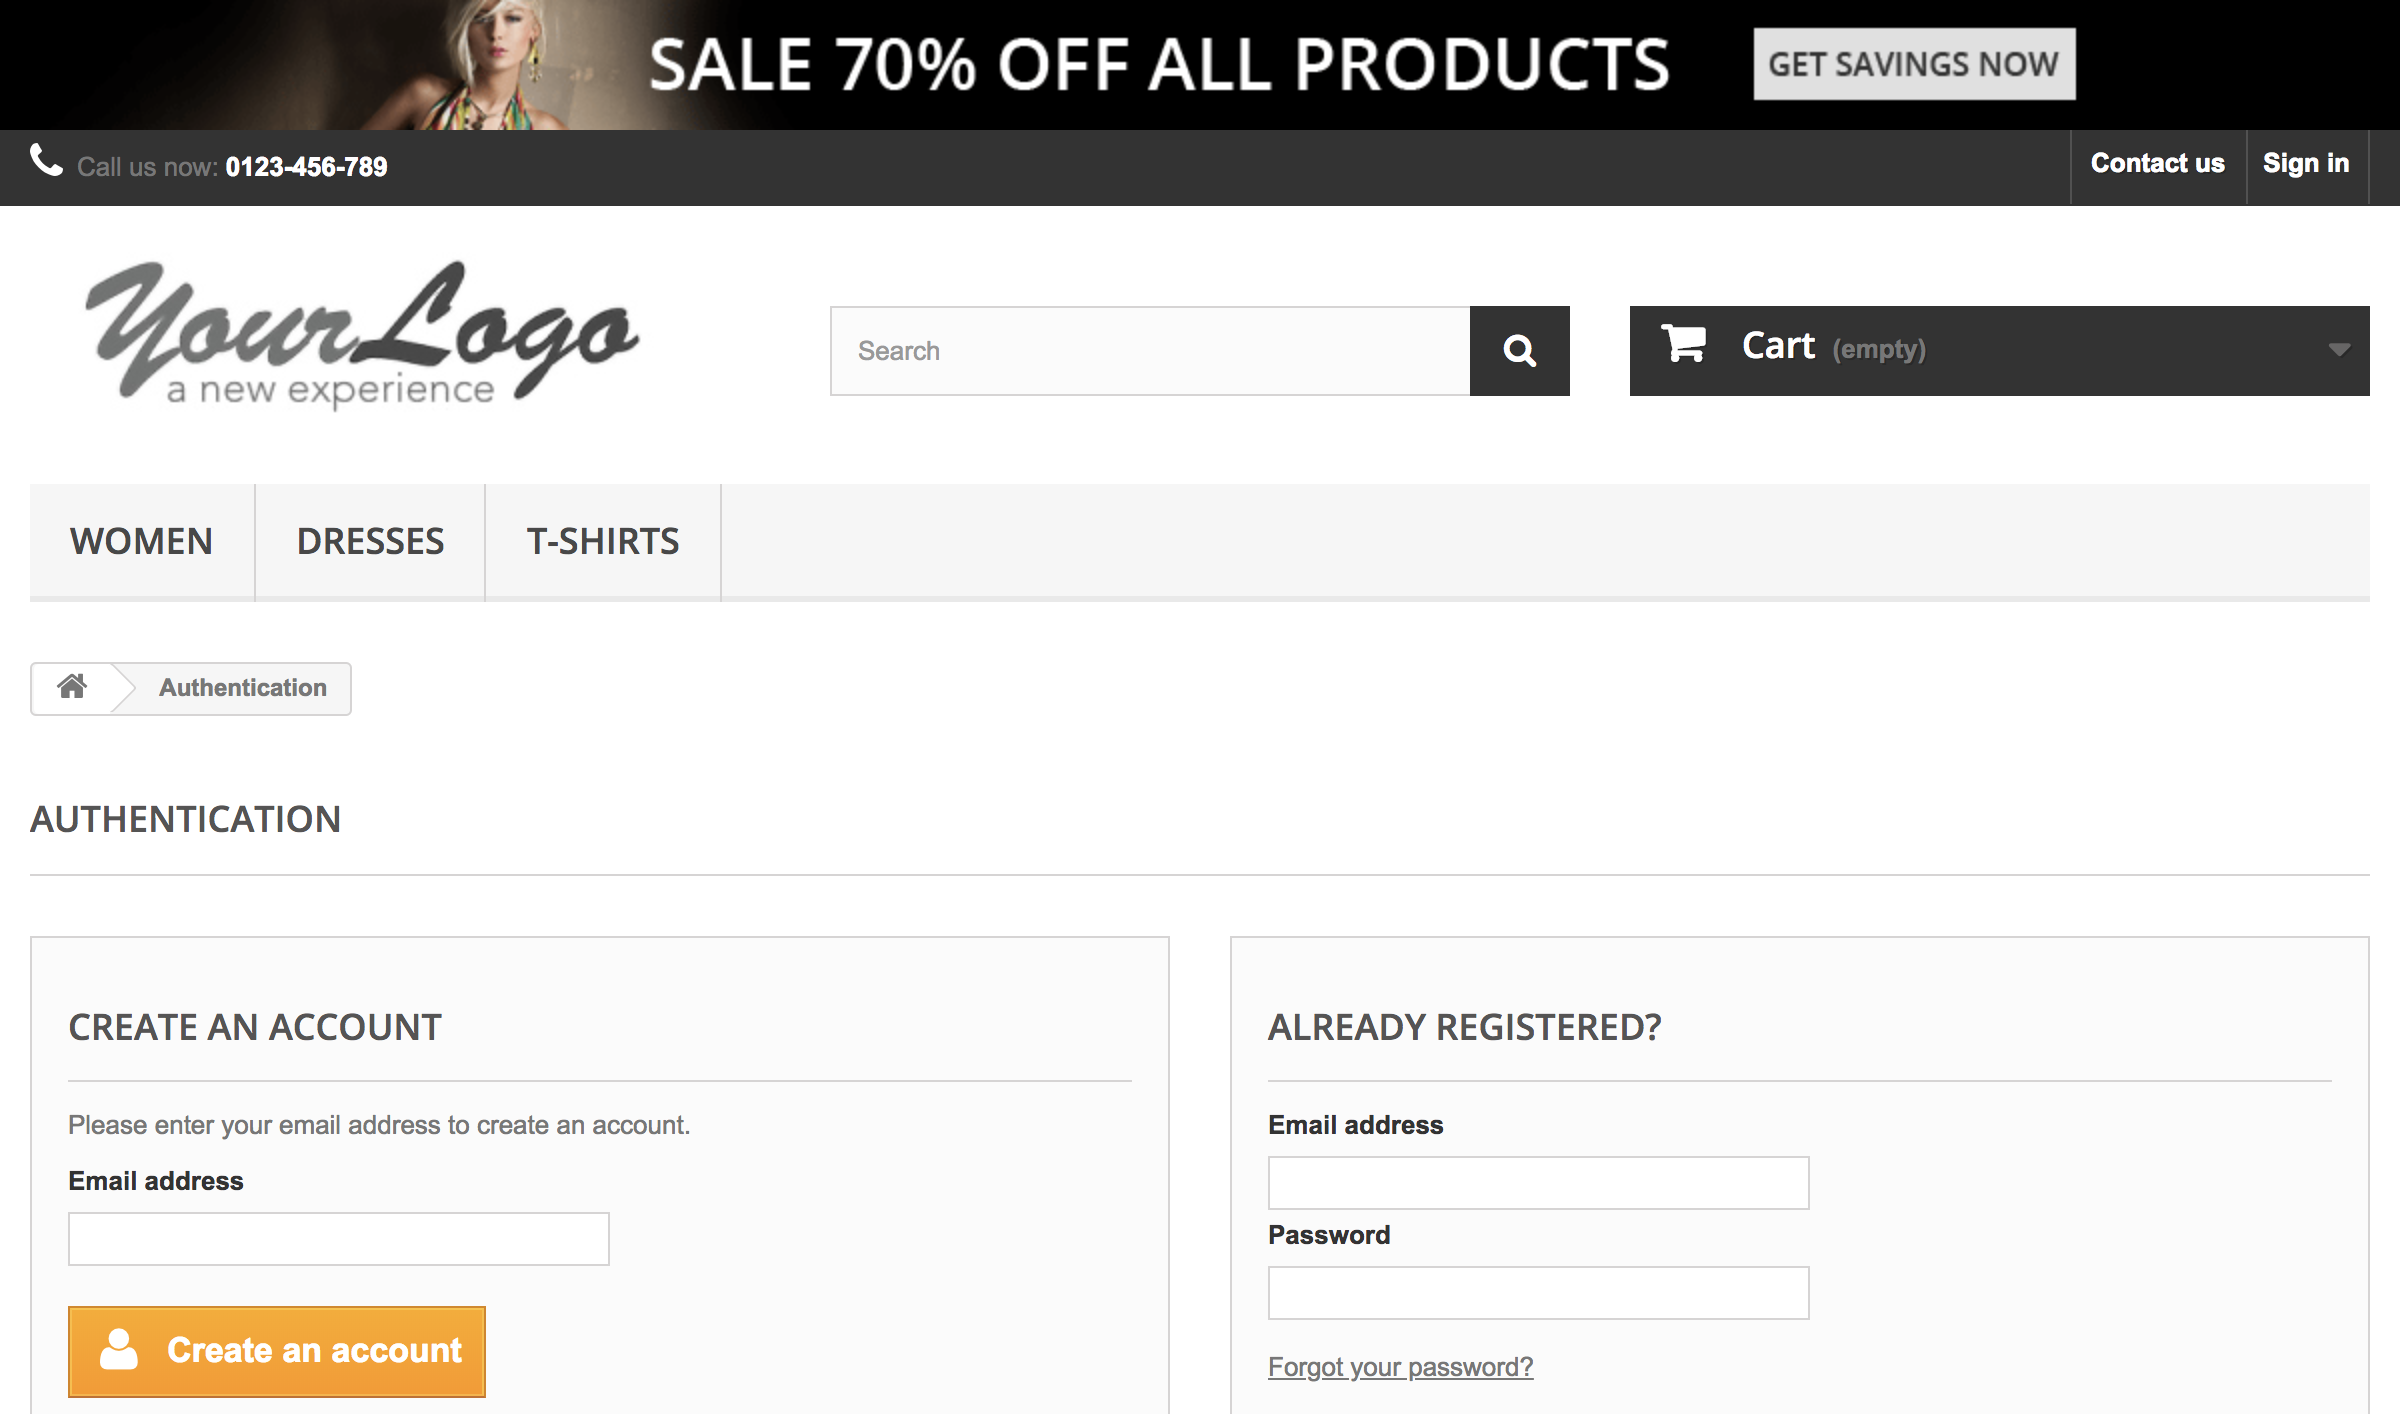 SALE 70% OFF ALL PRODUCTS
GET SAVINGS NOW
Call us now: 0123-456-789
Contact us
Sign in
YourLogo
a new experience
Search
Cart (empty)
WOMEN
DRESSES
T-SHIRTS
Authentication
AUTHENTICATION
CREATE AN ACCOUNT
Please enter your email address to create an account.
Email address
Create an account
ALREADY REGISTERED?
Email address
Password
Forgot your password?